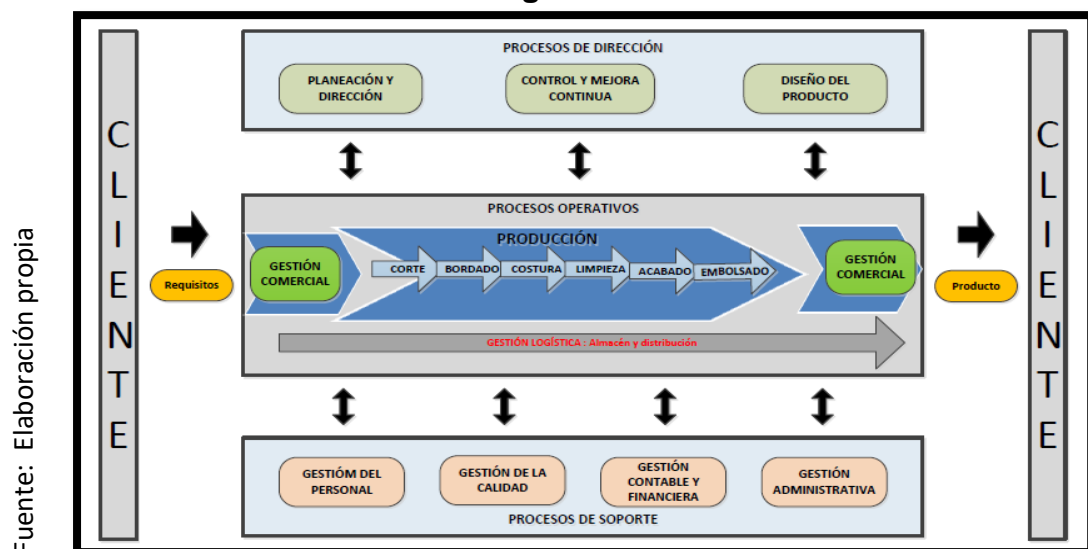 PROCESOS DE DIRECCIÓN
PLANEACIÓN Y
DIRECCIÓN
CONTROL Y MEJORA
CONTINUA
DISEÑO DEL
PRODUCTO
CLIENTE
Requisitos
PROCESOS OPERATIVOS
PRODUCCIÓN
GESTIÓN
COMERCIAL
CORTE
BORDADO
COSTURA
LIMPIEZA
ACABADO
EMBOLSADO
GESTIÓN
COMERCIAL
GESTIÓN LOGÍSTICA : Almacén y distribución
Producto
CLIENTE
GESTIÓM DEL
PERSONAL
GESTIÓN DE LA
CALIDAD
GESTIÓN
CONTABLE Y
FINANCIERA
GESTIÓN
ADMINISTRATIVA
PROCESOS DE SOPORTE
Fuente: Elaboración propia